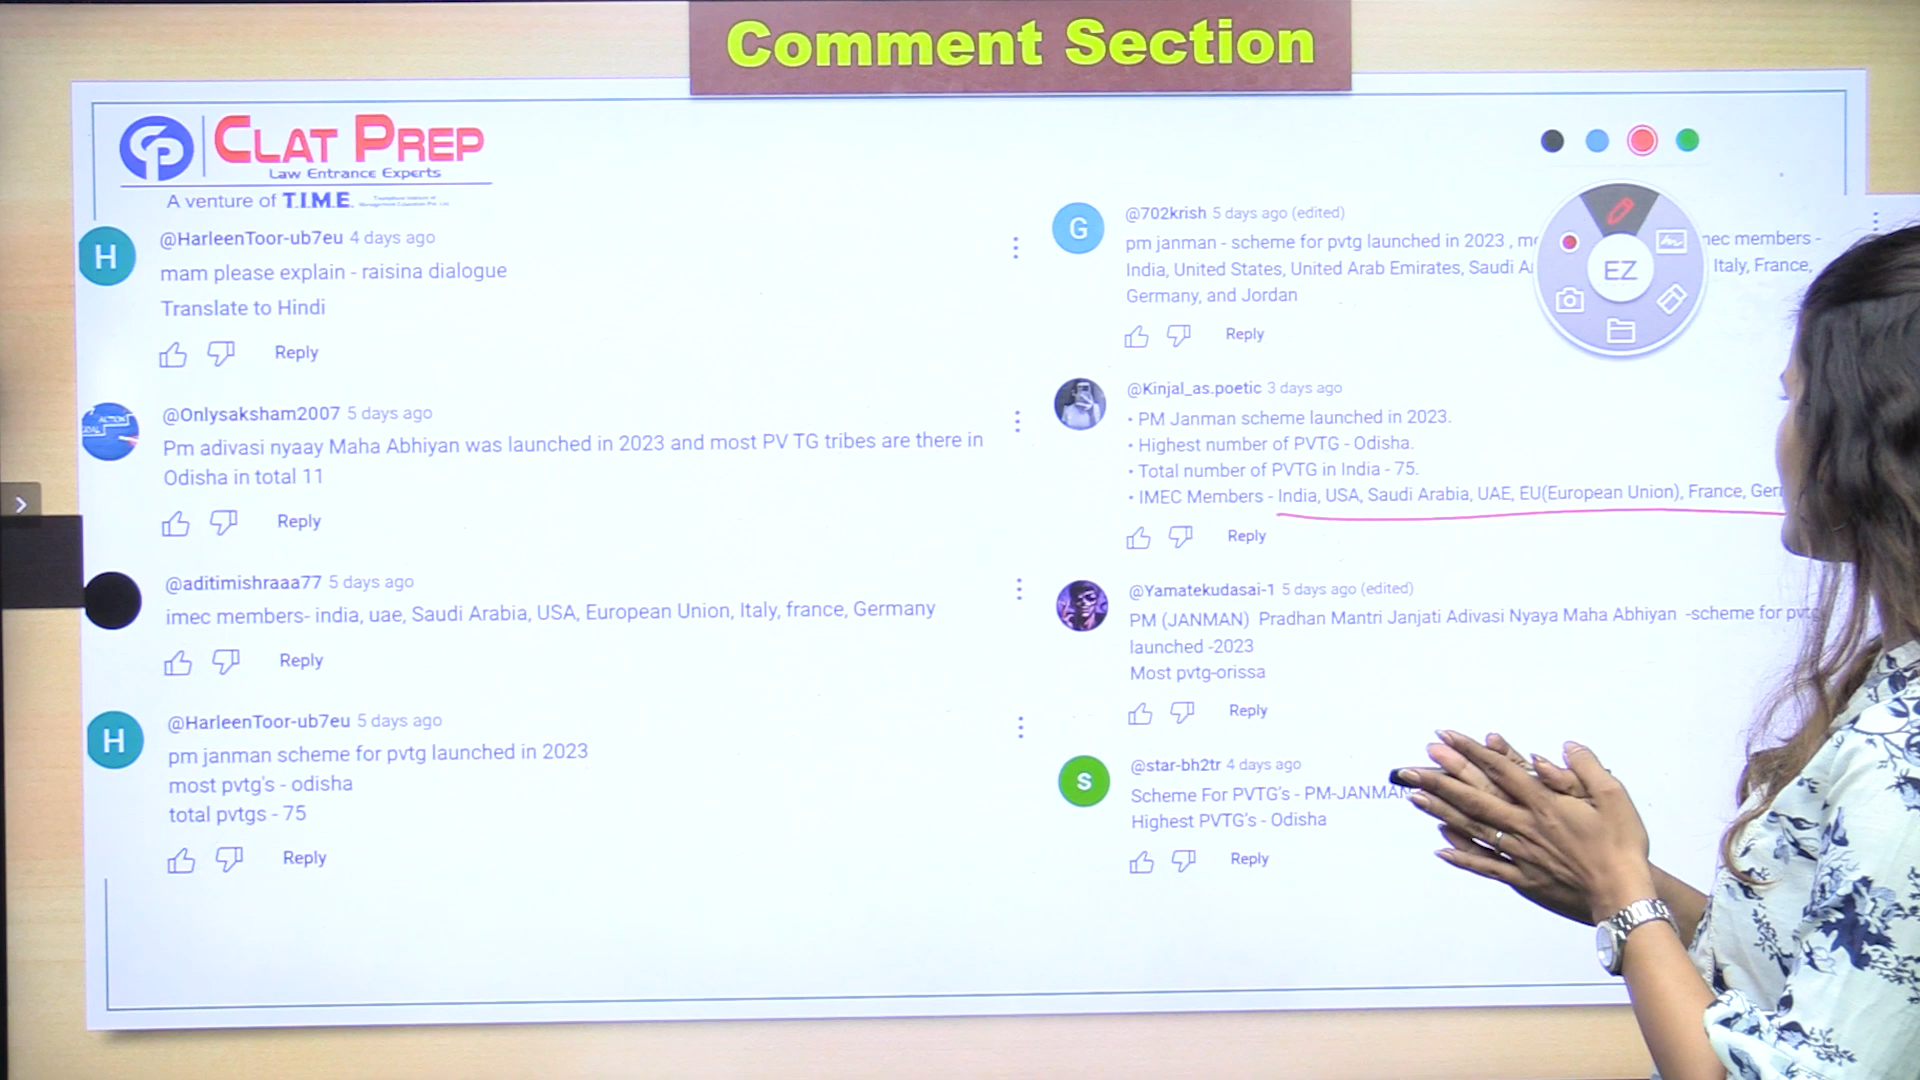 Comment Section
CLAT PREP
Law Entrance Experts
A venture of T.I.M.E.
H
@HarleenToor-ub7eu 4 days ago
mam please explain - raisina dialogue
Translate to Hindi
Reply
@Onlysaksham2007 5 days ago
Pm adivasi nyaay Maha Abhiyan was launched in 2023 and most PV TG tribes are there in
Odisha in total 11
Reply
@aditimishraaa77 5 days ago
imec members- india, uae, Saudi Arabia, USA, European Union, Italy, france, Germany
Reply
H
@HarleenToor-ub7eu 5 days ago
pm janman scheme for pvtg launched in 2023
most pvtg's - odisha
total pvtgs - 75
Reply
G
@702krish 5 days ago (edited)
pm janman - scheme for pvtg launched in 2023 , members -
India, United States, United Arab Emirates, Saudi Italy, France,
Germany, and Jordan
Reply
EZ
@Kinjal_as.poetic 3 days ago
• PM Janman scheme launched in 2023.
• Highest number of PVTG - Odisha.
• Total number of PVTG in India - 75.
• IMEC Members - India, USA, Saudi Arabia, UAE, EU(European Union), France,
Reply
@Yamatekudasai-1 5 days ago (edited)
PM (JANMAN) Pradhan Mantri Janjati Adivasi Nyaya Maha Abhiyan -scheme for pvtg
launched -2023
Most pvtg-orissa
Reply
S
@star-bh2tr 4 days ago
Scheme For PVTG's - PM-JANMAN
Highest PVTG's - Odisha
Reply